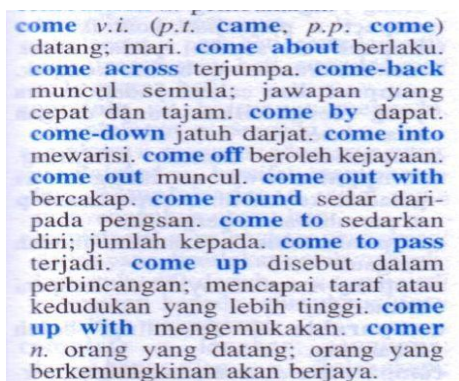 come v.i. (p.t. came, p.p. come)
datang; mari. come about berlaku.
come across terjumpa. come-back
muncul semula; jawapan yang
cepat dan tajam. come by dapat.
come-down jatuh darjat. come into
mewarisi. come off beroleh kejayaan.
come out muncul. come out with
bercakap. come round sedar dari-
pada pengsan. come to sedarkan
diri; jumlah kepada. come to pass
terjadi. come up disebut dalam
perbincangan; mencapai taraf atau
kedudukan yang lebih tinggi. come
up with mengemukakan. comer
n. orang yang datang; orang yang
berkemungkinan akan berjaya.